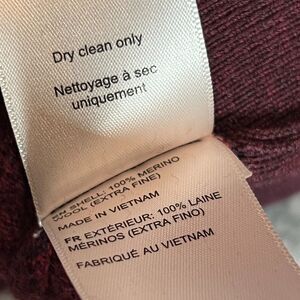 Dry clean only
Nettoyage à sec
uniquement
SHELL: 100% MERINO
WOOL (EXTRA FINE)
MADE IN VIETNAM
FR EXTÉRIEUR: 100% LAINE
MÉRINOS (EXTRA FINE)
FABRIQUÉ AU VIETNAM